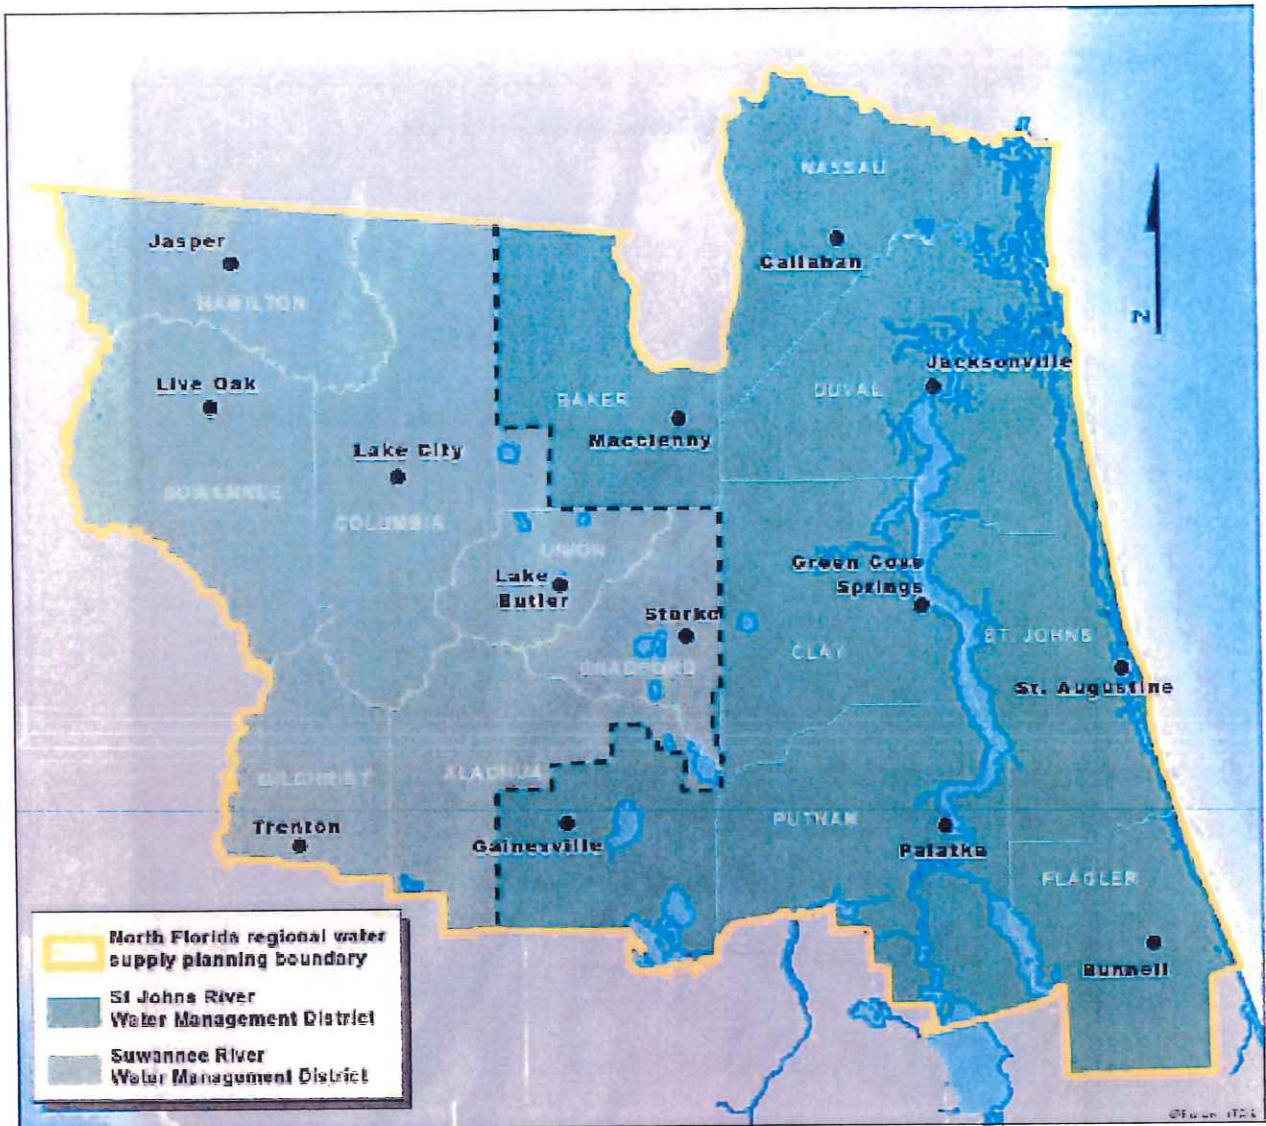 NASSAU
Jasper
Callahan
HAMILTON
N
Jacksonville
Live Oak
BAKER
DUVAL
Macclenny
Lake City
SUWANNEE
COLUMBIA
UNION
Green Cove
Springs
Lake
Butler
Starke
ST. JOHNS
BRADFORD
CLAY
St. Augustine
GILCHRIST
ALACHUA
Trenton
Gainesville
PUTNAM
Palatka
FLAGLER
Bunnell
North Florida regional water
supply planning boundary
St Johns River
Water Management District
Suwannee River
Water Management District